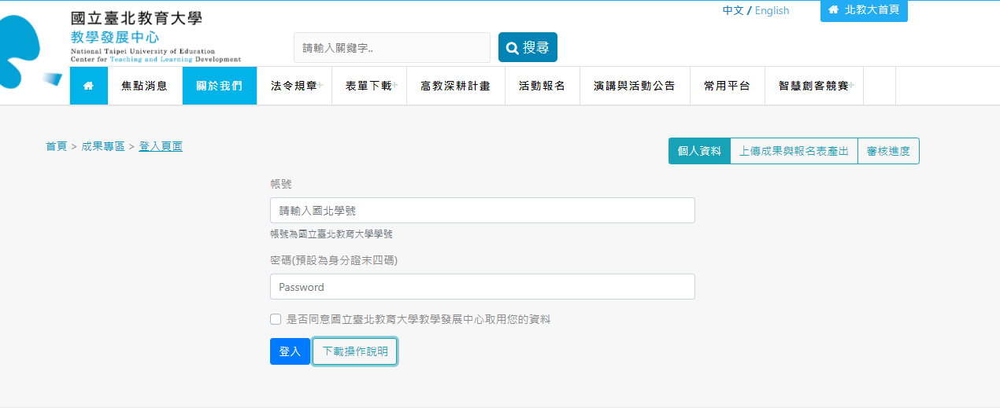 中文 / English
北教大首頁
國立臺北教育大學
教學發展中心
National Taipei University of Education
Center for Teaching and Learning Development
請輸入關鍵字..
搜尋
焦點消息
關於我們
法令規章+
表單下載+
高教深耕計畫
活動報名
演講與活動公告
常用平台
智慧創客競賽+
首頁 > 成果專區 > 登入頁面
個人資料
上傳成果與報名表產出
審核進度
帳號
請輸入國北學號
帳號為國立臺北教育大學學號
密碼(預設為身分證末四碼)
Password
是否同意國立臺北教育大學教學發展中心取用您的資料
登入
下載操作說明